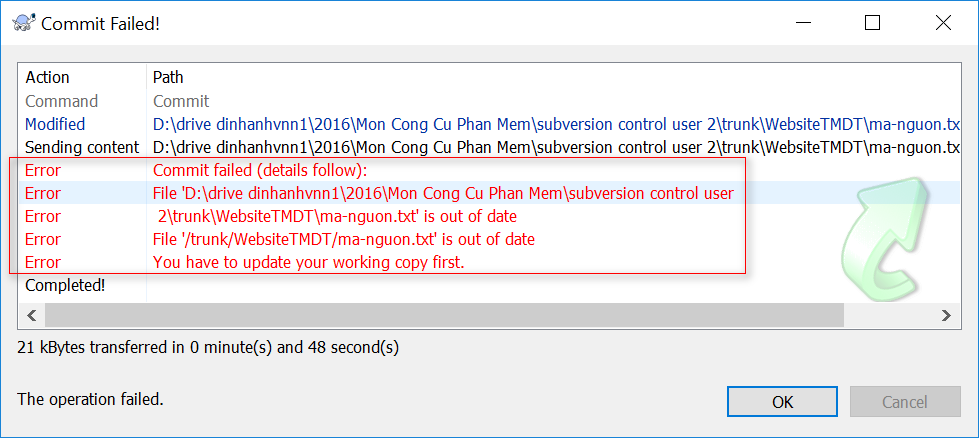 Commit Failed!
Action Path
Command Commit
Modified D:\drive dinhanhvnn1\2016\Mon Cong Cu Phan Mem\subversion control user 2\trunk\WebsiteTMDT\ma-nguon.tx
Sending content D:\drive dinhanhvnn1\2016\Mon Cong Cu Phan Mem\subversion control user 2\trunk\WebsiteTMDT\ma-nguon.tx
Error Commit failed (details follow):
Error File 'D:\drive dinhanhvnn1\2016\Mon Cong Cu Phan Mem\subversion control user
Error 2\trunk\WebsiteTMDT\ma-nguon.txt' is out of date
Error File '/trunk/WebsiteTMDT/ma-nguon.txt' is out of date
Error You have to update your working copy first.
Completed!
21 kBytes transferred in 0 minute(s) and 48 second(s)
The operation failed.
OK Cancel